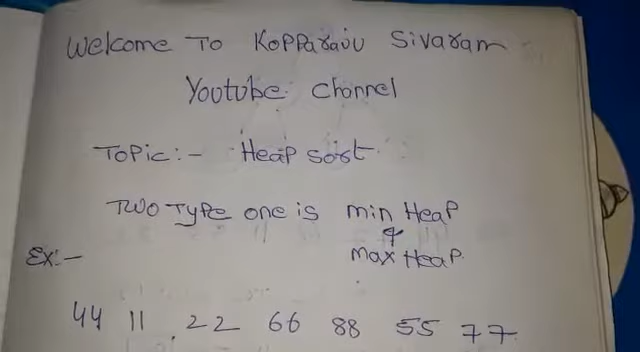 Welcome To Kopparavu Sivaram
Youtube channel
Topic:- Heap sort
Two Type one is min Heap
&
Ex:- max Heap.
44 11 22 66 88 55 77